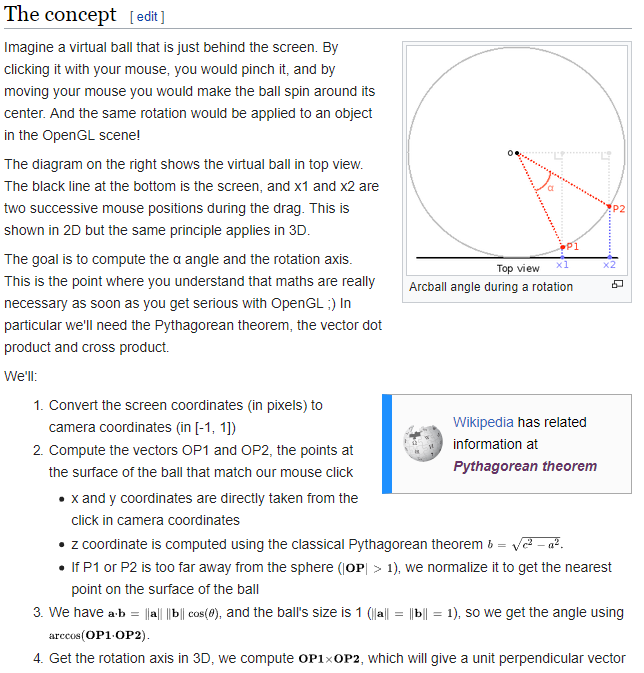 The concept [ edit ]
Imagine a virtual ball that is just behind the screen. By
clicking it with your mouse, you would pinch it, and by
moving your mouse you would make the ball spin around its
center. And the same rotation would be applied to an object
in the OpenGL scene!
The diagram on the right shows the virtual ball in top view.
The black line at the bottom is the screen, and x1 and x2 are
two successive mouse positions during the drag. This is
shown in 2D but the same principle applies in 3D.
The goal is to compute the α angle and the rotation axis.
This is the point where you understand that maths are really
necessary as soon as you get serious with OpenGL ;) In
particular we'll need the Pythagorean theorem, the vector dot
product and cross product.
O
α
P2
P1
Top view
x1
x2
Arcball angle during a rotation
We'll:
1. Convert the screen coordinates (in pixels) to
camera coordinates (in [-1, 1])
2. Compute the vectors OP1 and OP2, the points at
the surface of the ball that match our mouse click
• x and y coordinates are directly taken from the
click in camera coordinates
• z coordinate is computed using the classical Pythagorean theorem b = √c² − a².
• If P1 or P2 is too far away from the sphere (|OP| > 1), we normalize it to get the nearest
point on the surface of the ball
3. We have a·b = ‖a‖ ‖b‖ cos(θ), and the ball's size is 1 (‖a‖ = ‖b‖ = 1), so we get the angle using
arccos(OP1·OP2).
4. Get the rotation axis in 3D, we compute OP1×OP2, which will give a unit perpendicular vector
Wikipedia has related
information at
Pythagorean theorem